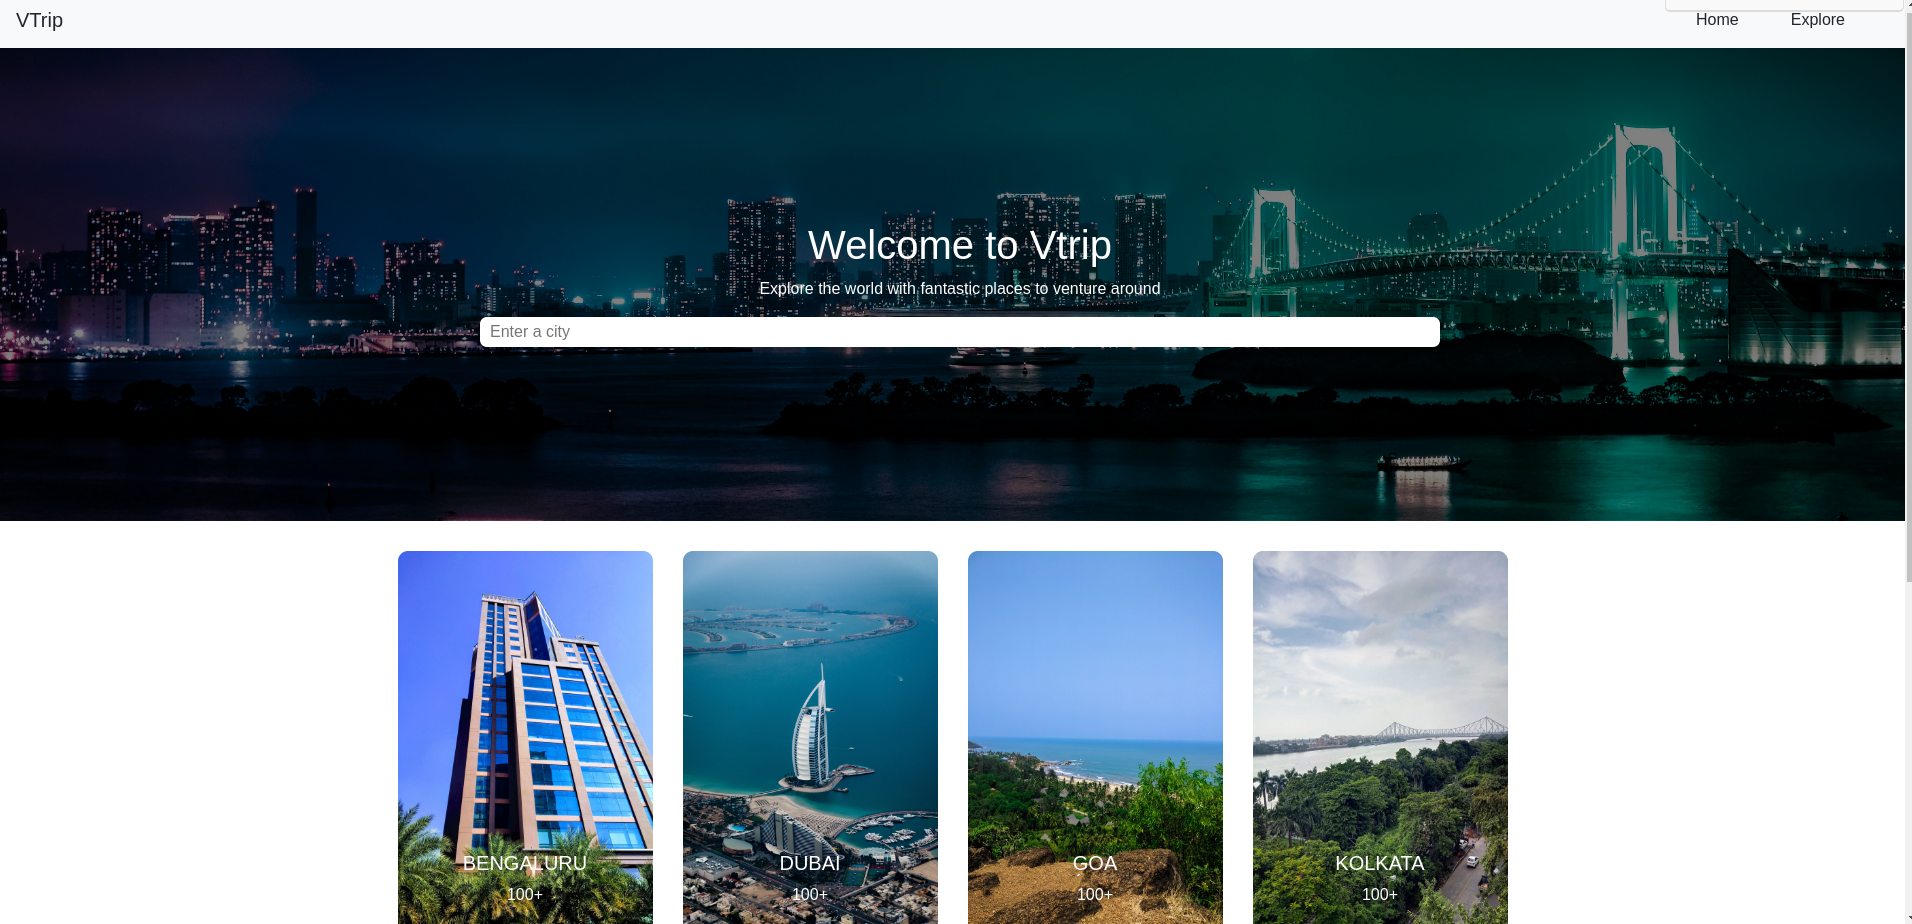 VTrip
Home
Explore
Welcome to Vtrip
Explore the world with fantastic places to venture around
Enter a city
BENGALURU
DUBAI
GOA
KOLKATA
100+
100+
100+
100+